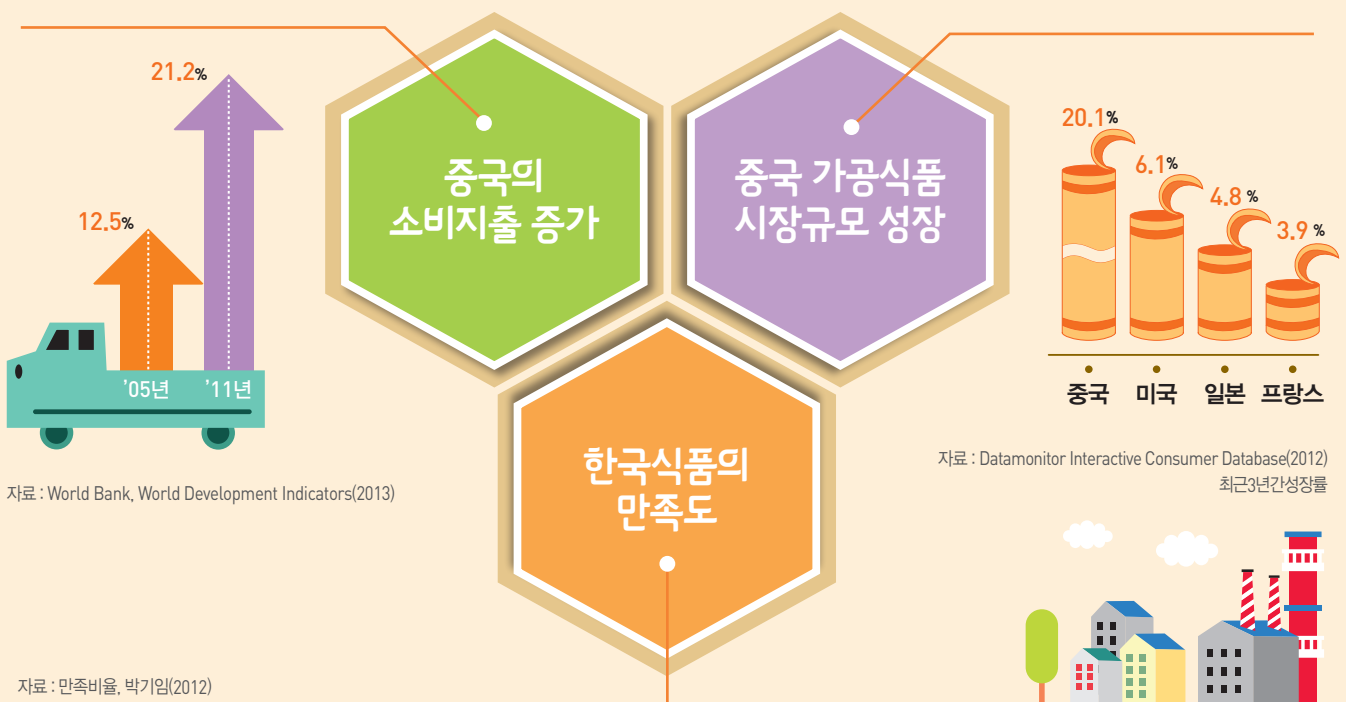 21.2%
12.5%
'05년 '11년
자료 : World Bank, World Development Indicators(2013)
중국의
소비지출 증가
중국 가공식품
시장규모 성장
20.1%
6.1%
4.8 %
3.9 %
중국 미국 일본 프랑스
자료 : Datamonitor Interactive Consumer Database(2012)
최근3년간성장률
한국식품의
만족도
자료 : 만족비율, 박기임(2012)